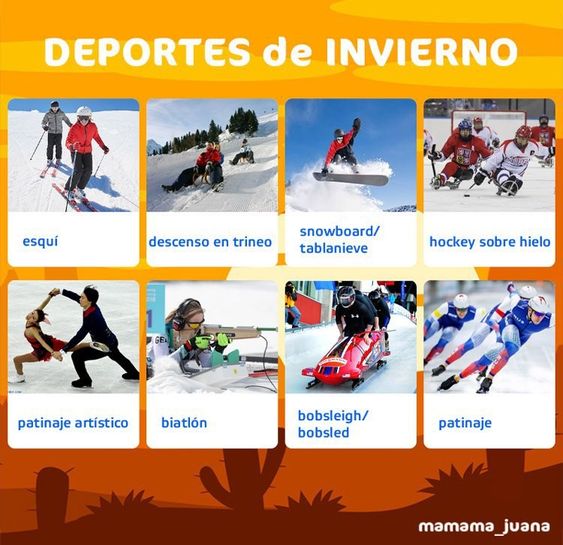 DEPORTES de INVIERNO
esquí
descenso en trineo
snowboard/
tablanieve
hockey sobre hielo
patinaje artístico
biatlón
bobsleigh/
bobsled
patinaje
mamama_juana